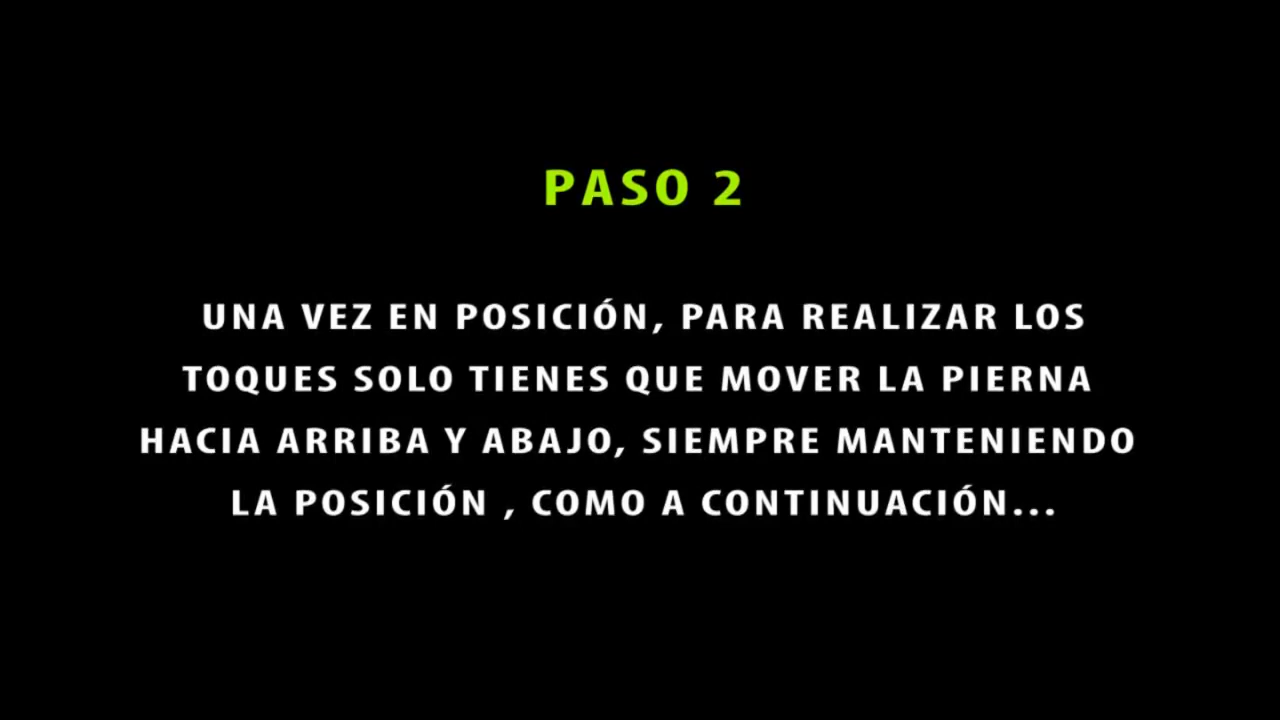 PASO 2
UNA VEZ EN POSICIÓN, PARA REALIZAR LOS
TOQUES SOLO TIENES QUE MOVER LA PIERNA
HACIA ARRIBA Y ABAJO, SIEMPRE MANTENIENDO
LA POSICIÓN , COMO A CONTINUACIÓN...